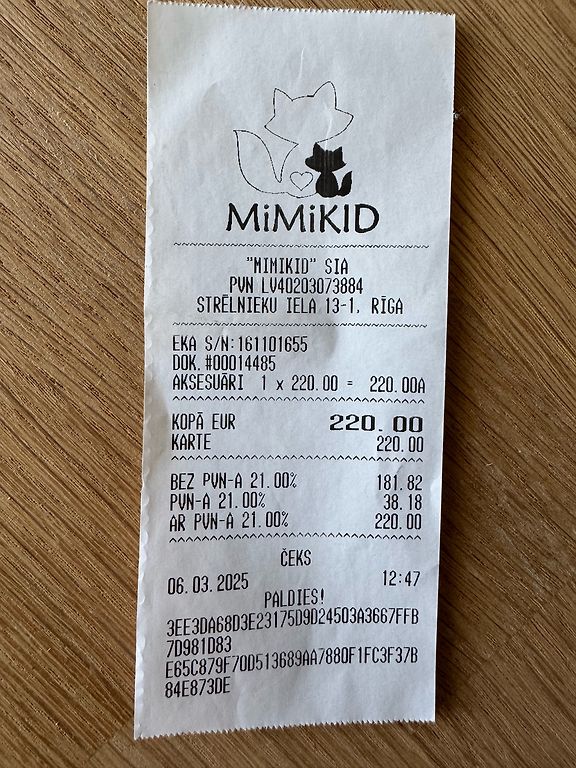 MiMiKID
"MIMIKID" SIA
PVN LV40203073884
STRĒLNIEKU IELA 13-1, RĪGA
EKA S/N:161101655
DOK.#00014485
AKSESUĀRI 1 x 220.00 = 220.00A
KOPĀ EUR 220.00
KARTE 220.00
BEZ PVN-A 21.00% 181.82
PVN-A 21.00% 38.18
AR PVN-A 21.00% 220.00
ČEKS
06.03.2025 12:47
PALDIES!
3EE3DA68D3E23175D9D24503A3667FFB
7D981D83
E65C879F70D513689AA7880F1FC3F37B
84E873DE